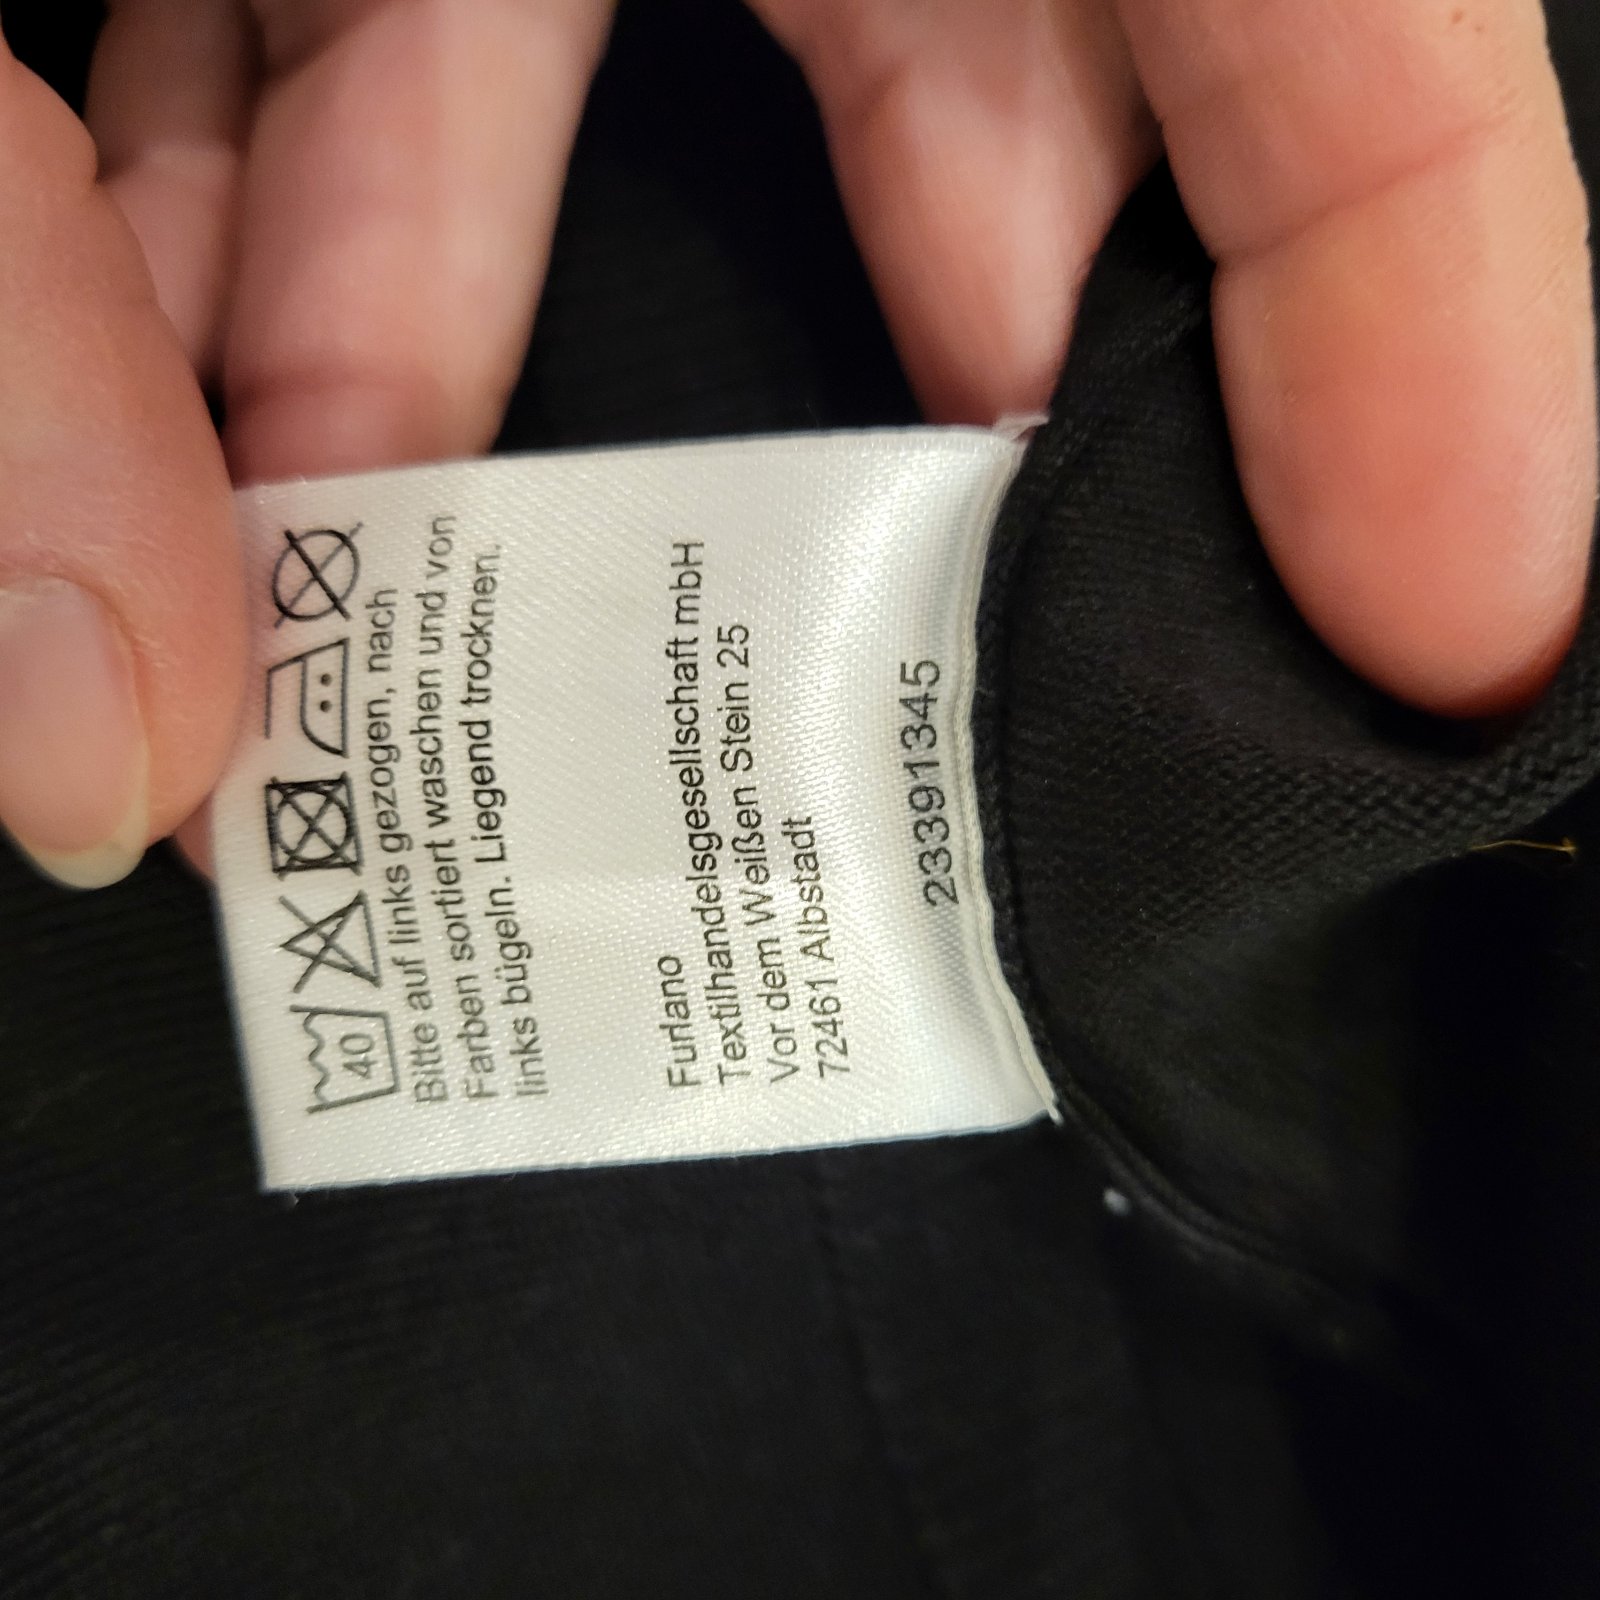 40
Bitte auf links gezogen, nach
Farben sortiert waschen und von
links bügeln. Liegend trocknen.
Furlano
Textilhandelsgesellschaft mbH
Vor dem Weißen Stein 25
72461 Albstadt
23391345